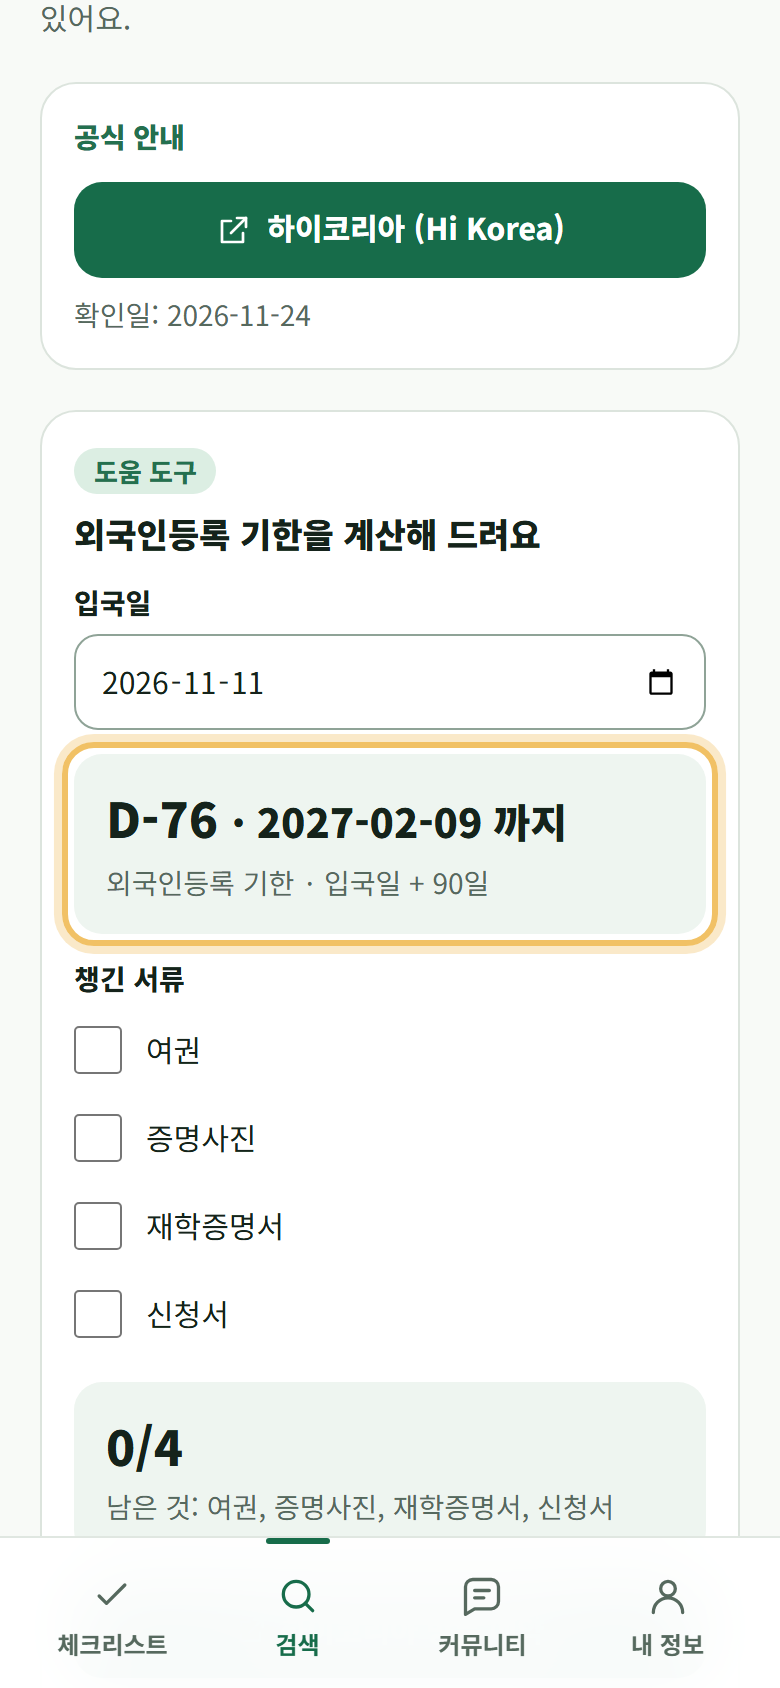 있어요.
공식 안내
하이코리아 (Hi Korea)
확인일: 2026-11-24
도움 도구
외국인등록 기한을 계산해 드려요
입국일
2026-11-11
D-76 · 2027-02-09 까지
외국인등록 기한 · 입국일 + 90일
챙긴 서류
여권
증명사진
재학증명서
신청서
0/4
남은 것: 여권, 증명사진, 재학증명서, 신청서
체크리스트
검색
커뮤니티
내 정보